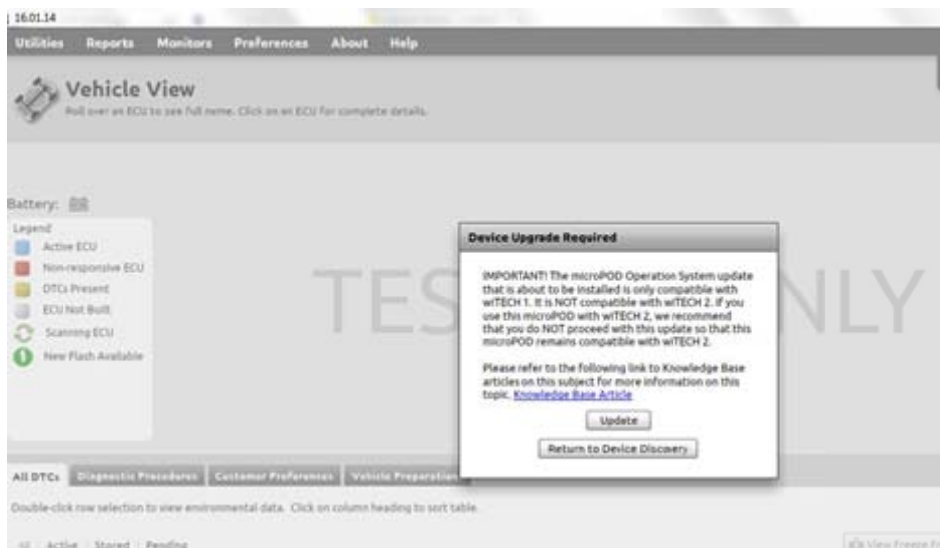 16.01.14
Utilities Reports Monitors Preferences About Help
Vehicle View
Roll over an ECU to see full name. Click on an ECU for complete details.
Battery:
Legend
Active ECU
Non-responsive ECU
DTCs Present
ECU Not Built
Scanning ECU
New Flash Available
TES NLY
Device Upgrade Required
IMPORTANT! The microPOD Operation System update
that is about to be installed is only compatible with
wiTECH 1. It is NOT compatible with wiTECH 2. If you
use this microPOD with wiTECH 2, we recommend
that you do NOT proceed with this update so that this
microPOD remains compatible with wiTECH 2.
Please refer to the following link to Knowledge Base
articles on this subject for more information on this
topic. Knowledge Base Article
Update
Return to Device Discovery
All DTCs Diagnostic Procedures Customer Preferences Vehicle Preparation
Double-click row selection to view environmental data. Click on column heading to sort table.
All Active Stored Pending
View Freeze Fr